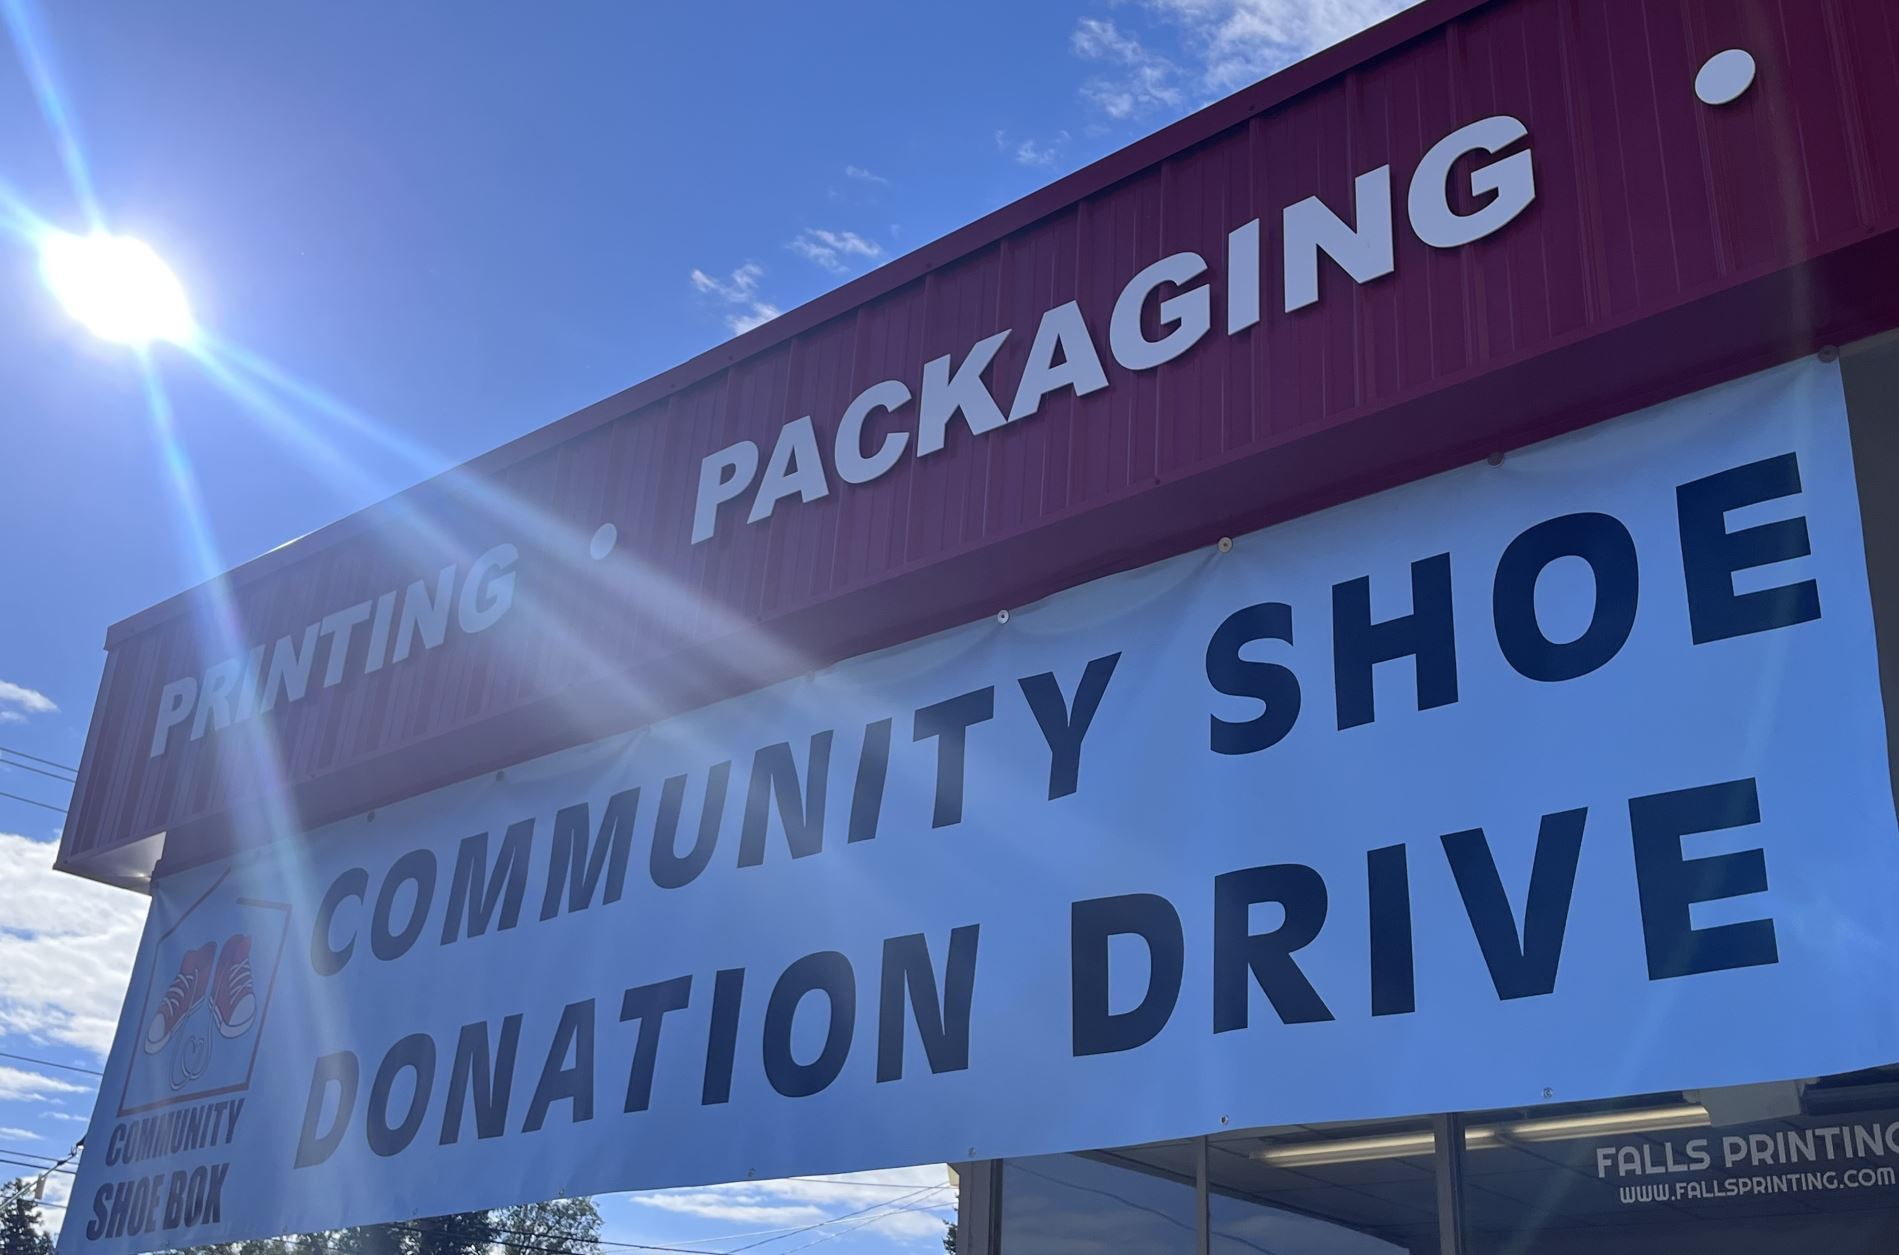 PRINTING • PACKAGING •
COMMUNITY SHOE
DONATION DRIVE
COMMUNITY
SHOE BOX
FALLS PRINTING
WWW.FALLSPRINTING.COM